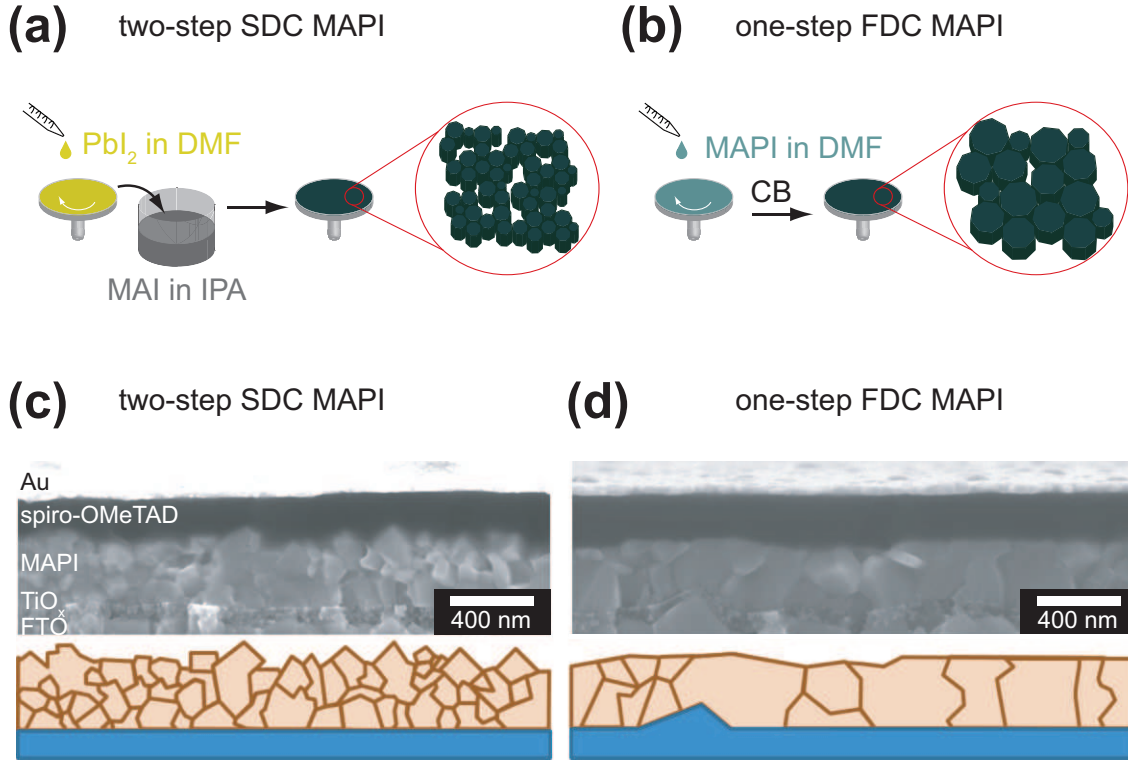 (a) two-step SDC MAPI
(b) one-step FDC MAPI
PbI₂ in DMF
MAI in IPA
MAPI in DMF
CB
(c) two-step SDC MAPI
(d) one-step FDC MAPI
Au
spiro-OMeTAD
MAPI
TiOₓ
FTO
400 nm
400 nm